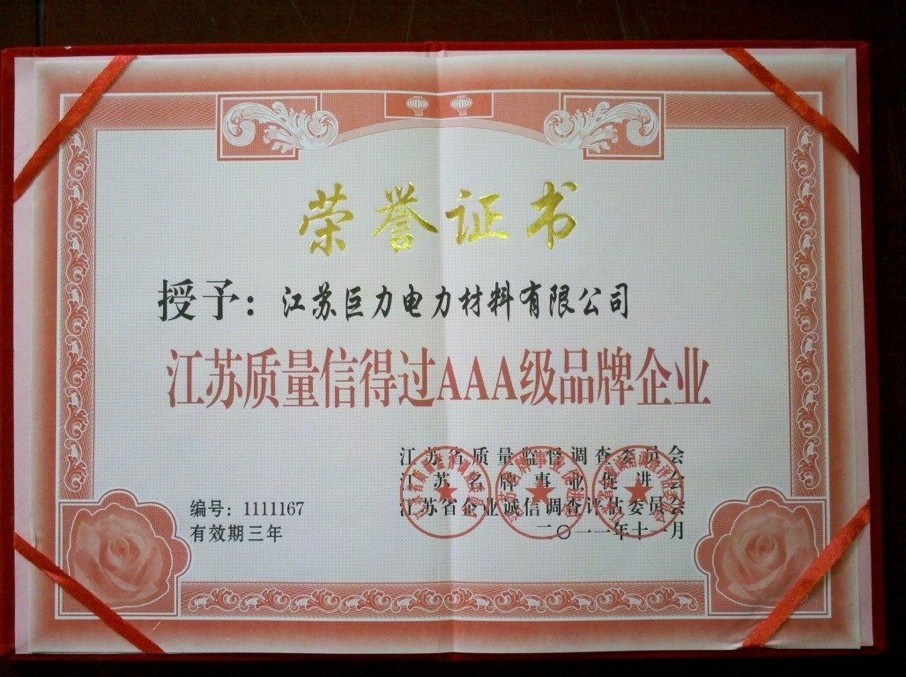 荣誉证书
授予：江苏巨力电力材料有限公司
江苏质量信得过AAA级品牌企业
江苏省质量监督调查委员会
江苏名牌事业促进会
江苏省企业诚信调查评估委员会
二〇一一年十一月
编号：1111167
有效期三年